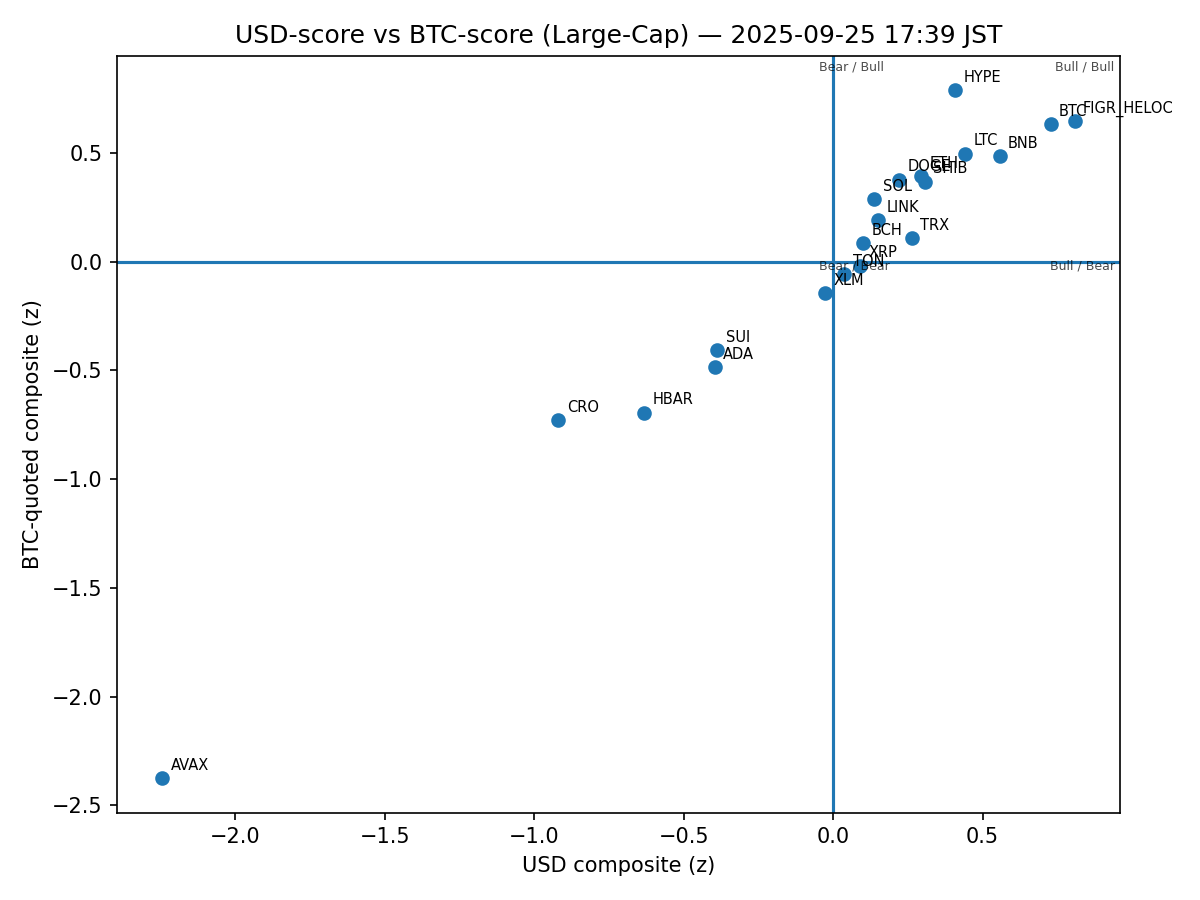 USD-score vs BTC-score (Large-Cap) — 2025-09-25 17:39 JST
Bear / Bull
Bull / Bull
HYPE
BTC
FIGR_HELOC
LTC
BNB
DOGE
ETH
SHIB
SOL
LINK
TRX
BCH
XRP
TON
Bear / Bear
Bull / Bear
XLM
SUI
ADA
HBAR
CRO
AVAX
0.5
0.0
−0.5
−1.0
−1.5
−2.0
−2.5
BTC-quoted composite (z)
−2.0
−1.5
−1.0
−0.5
0.0
0.5
USD composite (z)